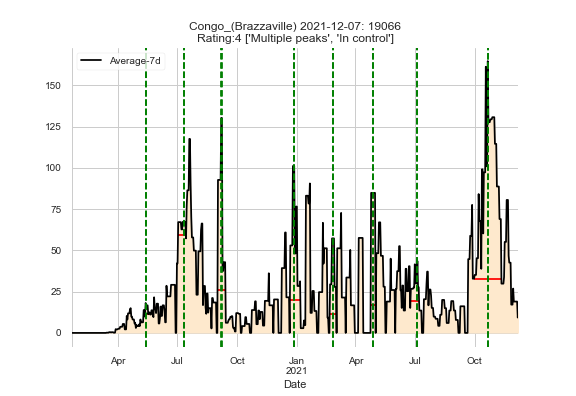 Congo_(Brazzaville) 2021-12-07: 19066
Rating:4 ['Multiple peaks', 'In control']
Average-7d
150
125
100
75
50
25
0
Apr Jul Oct Jan Apr Jul Oct
2021
Date